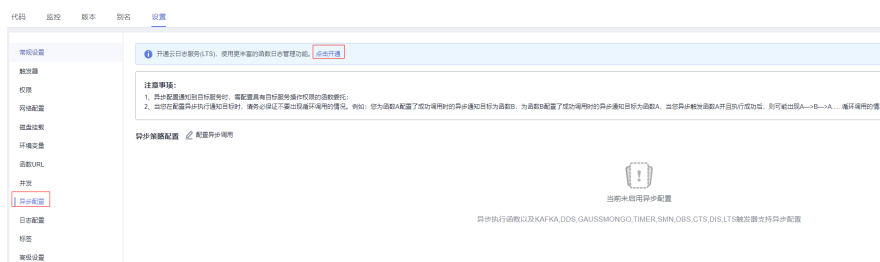 代码 监控 版本 别名 设置
常规设置
触发器
权限
网络配置
磁盘挂载
环境变量
函数URL
并发
异步配置
日志配置
标签
高级设置
开通云日志服务(LTS)，使用更丰富的函数日志管理功能。点击开通
注意事项：
1、异步配置通知到目标服务时，需配置具有目标服务操作权限的函数委托；
2、当您在配置异步执行通知目标时，请务必保证不要出现循环调用的情况。例如：您为函数A配置了成功调用时的异步通知目标为函数B，为函数B配置了成功调用时的异步通知目标为函数A，当您异步触发函数A并且执行成功后，则可能出现A—>B—>A......循环调用的情
异步策略配置 配置异步调用
当前未启用异步配置
异步执行函数以及KAFKA,DDS,GAUSSMONGO,TIMER,SMN,OBS,CTS,DIS,LTS触发器支持异步配置